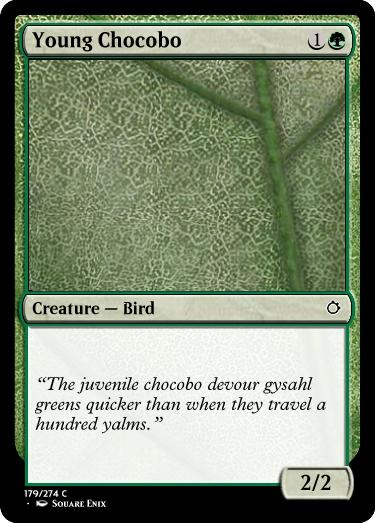 Young Chocobo 1
Creature — Bird
“The juvenile chocobo devour gysahl
greens quicker than when they travel a
hundred yalms.”
2/2
179/274 C
· Square Enix